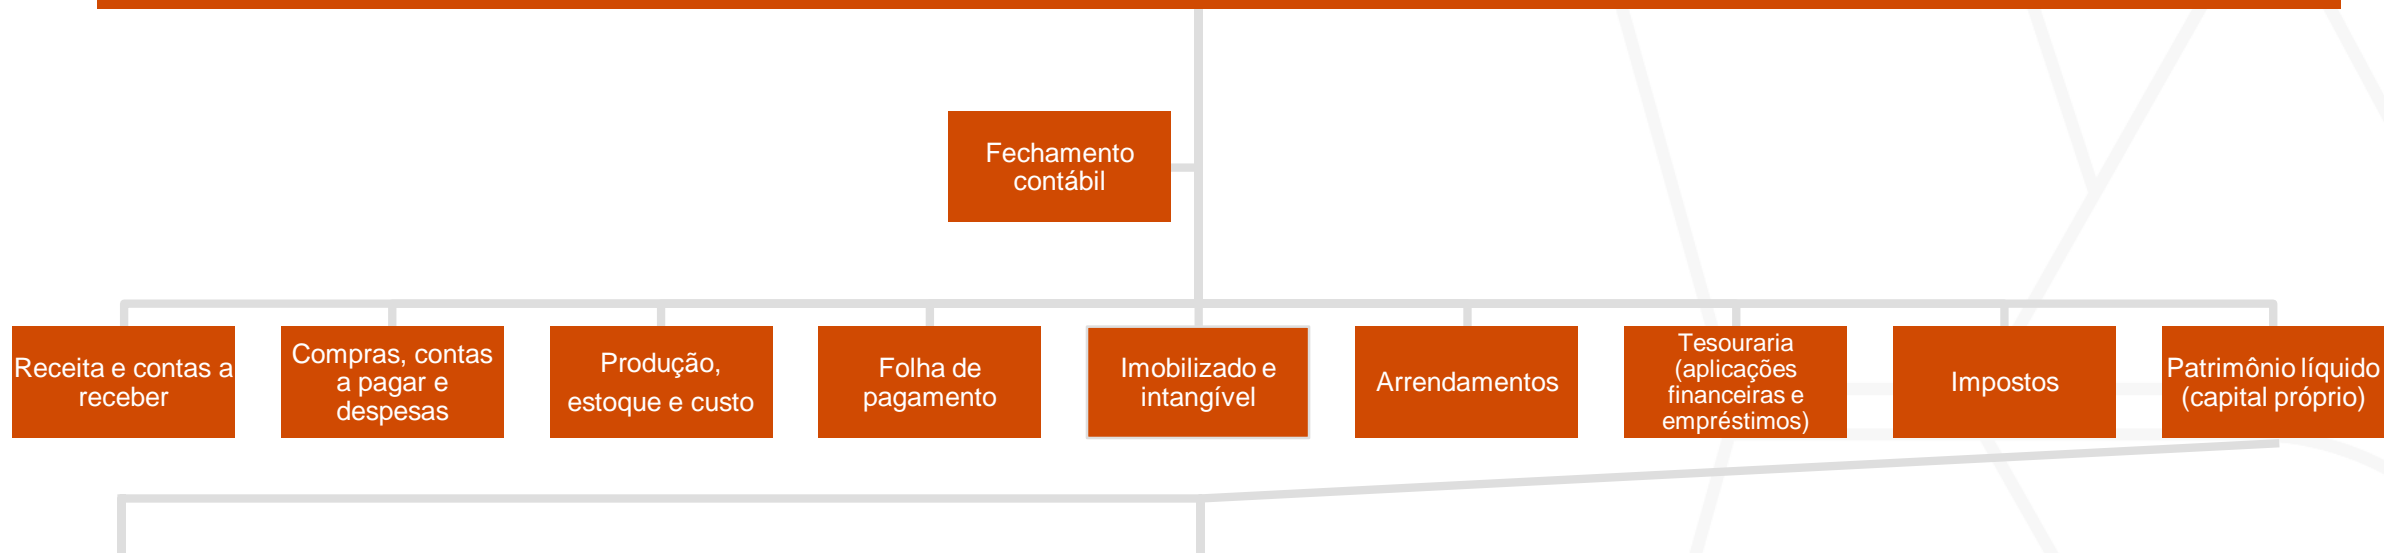 Fechamento
contábil
Receita e contas a
receber
Compras, contas
a pagar e
despesas
Produção,
estoque e custo
Folha de
pagamento
Imobilizado e
intangível
Arrendamentos
Tesouraria
(aplicações
financeiras e
empréstimos)
Impostos
Patrimônio líquido
(capital próprio)